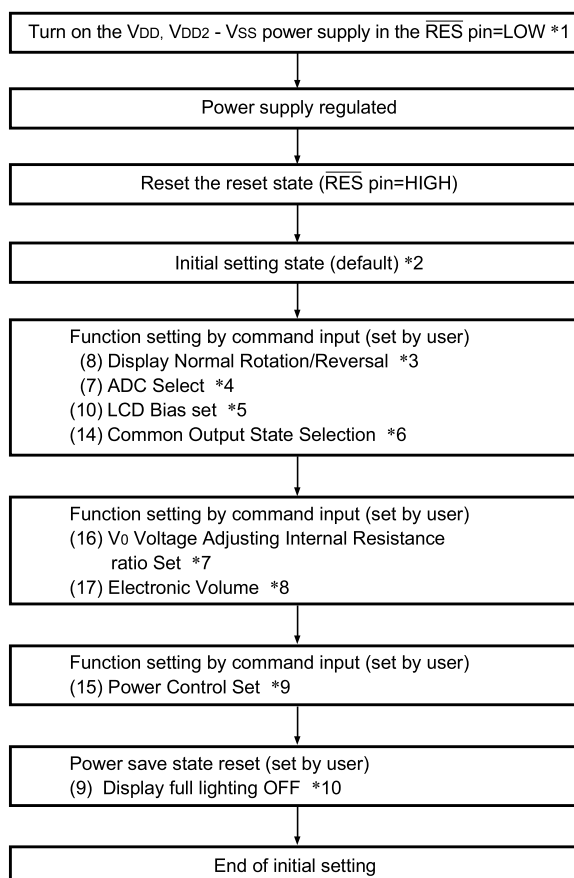 Turn on the VDD, VDD2 - VSS power supply in the R̅E̅S̅ pin=LOW *1
Power supply regulated
Reset the reset state (R̅E̅S̅ pin=HIGH)
Initial setting state (default) *2
Function setting by command input (set by user)
(8) Display Normal Rotation/Reversal *3
(7) ADC Select *4
(10) LCD Bias set *5
(14) Common Output State Selection *6
Function setting by command input (set by user)
(16) V0 Voltage Adjusting Internal Resistance
ratio Set *7
(17) Electronic Volume *8
Function setting by command input (set by user)
(15) Power Control Set *9
Power save state reset (set by user)
(9) Display full lighting OFF *10
End of initial setting